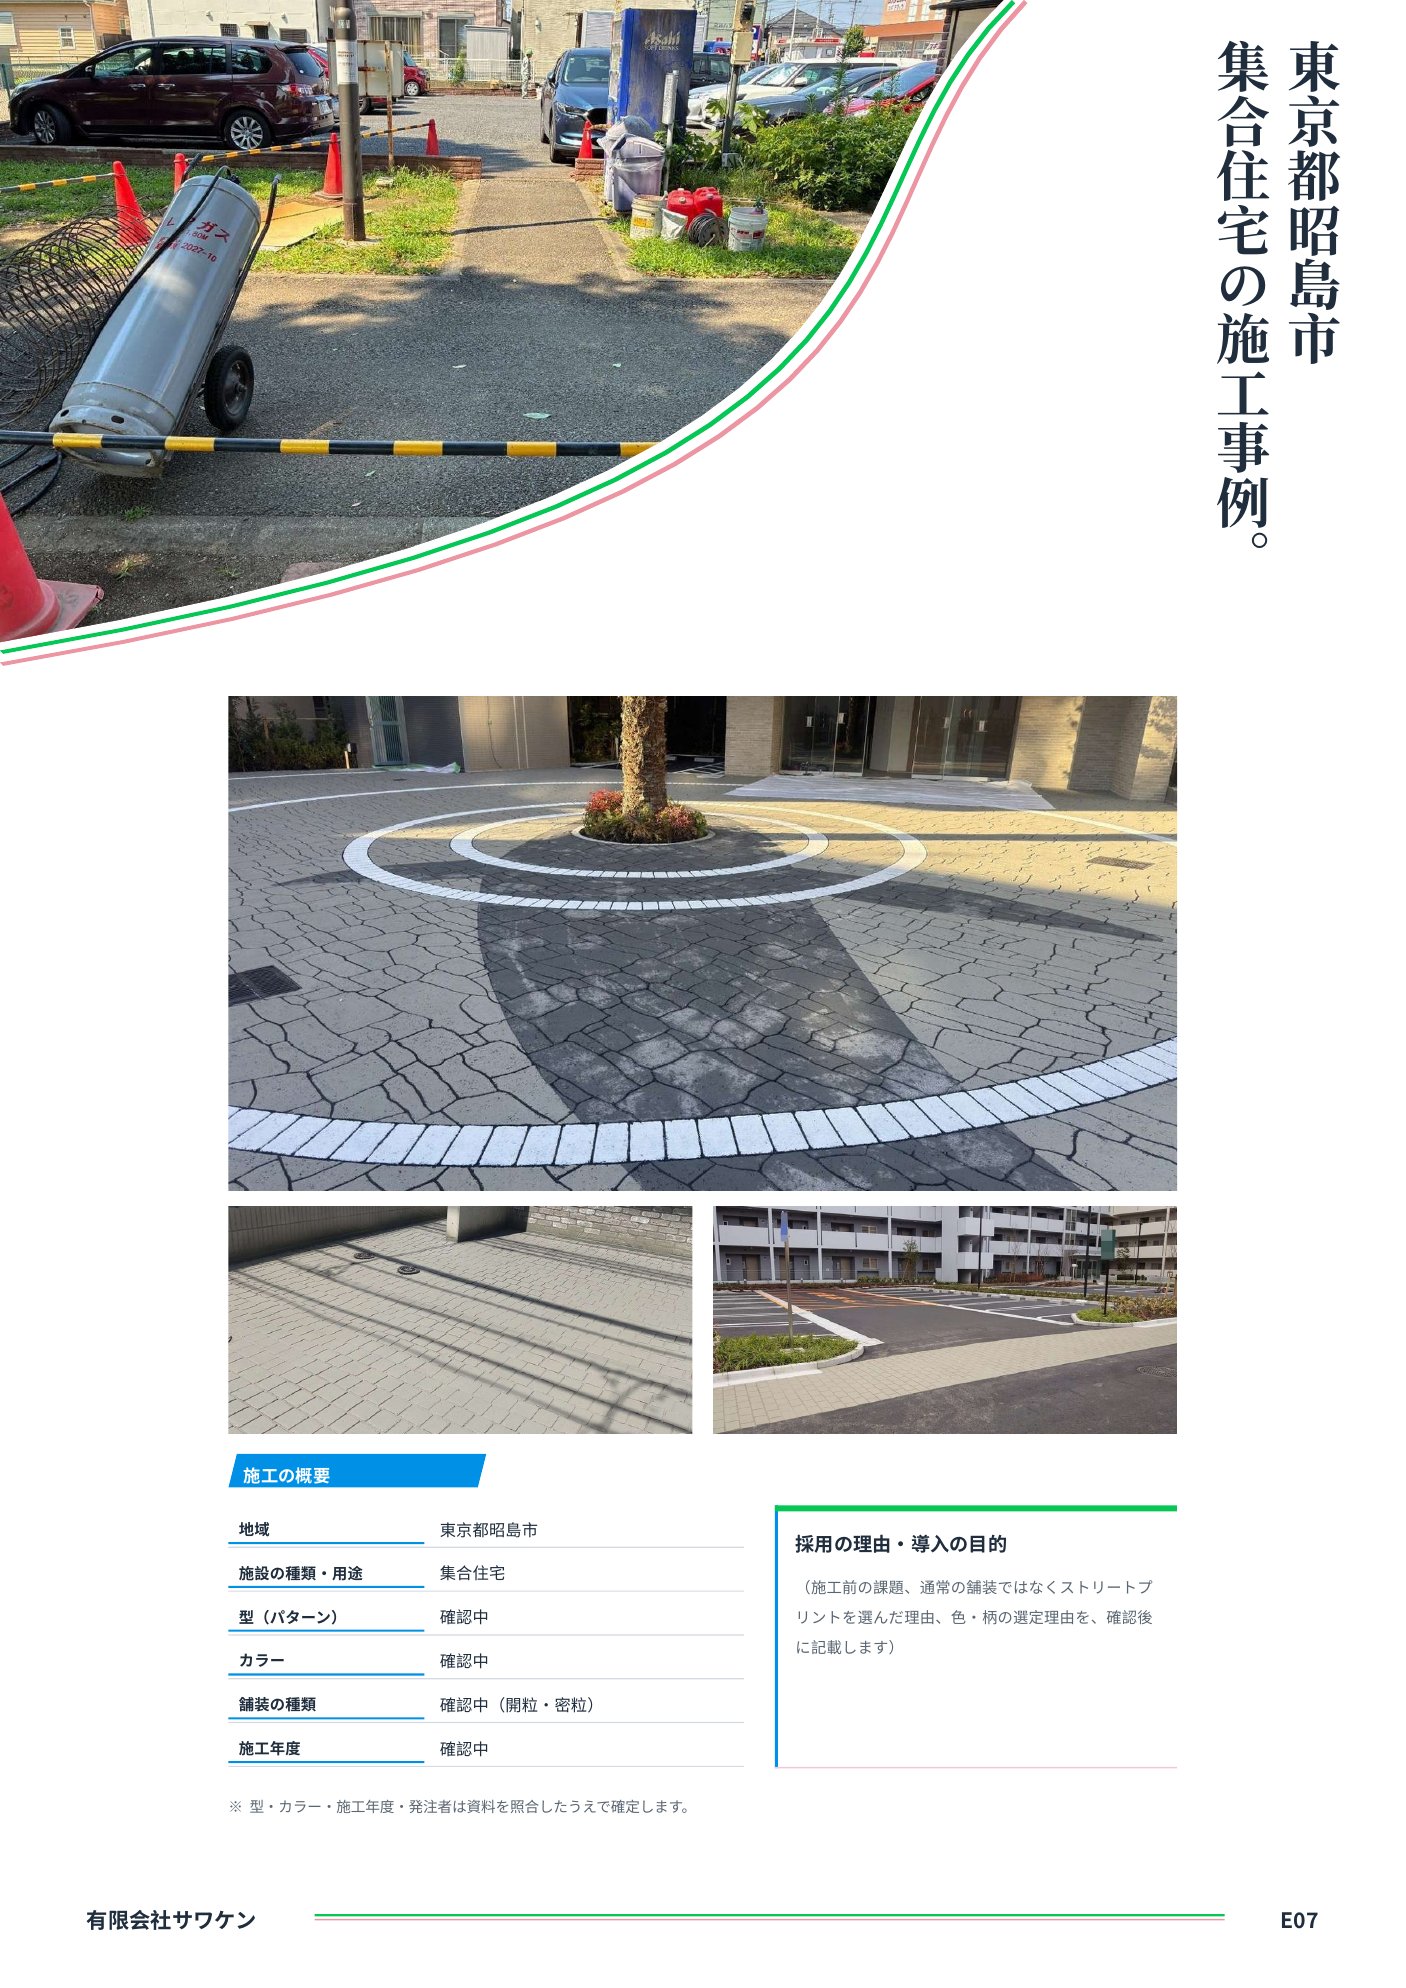 東京都昭島市
集合住宅の施工事例。
Asahi
SOFT DRINKS
ガス
2027-10
施工の概要
地域
東京都昭島市
施設の種類・用途
集合住宅
型（パターン）
確認中
カラー
確認中
舗装の種類
確認中（開粒・密粒）
施工年度
確認中
採用の理由・導入の目的
（施工前の課題、通常の舗装ではなくストリートプ
リントを選んだ理由、色・柄の選定理由を、確認後
に記載します）
※ 型・カラー・施工年度・発注者は資料を照合したうえで確定します。
有限会社サワケン
E07